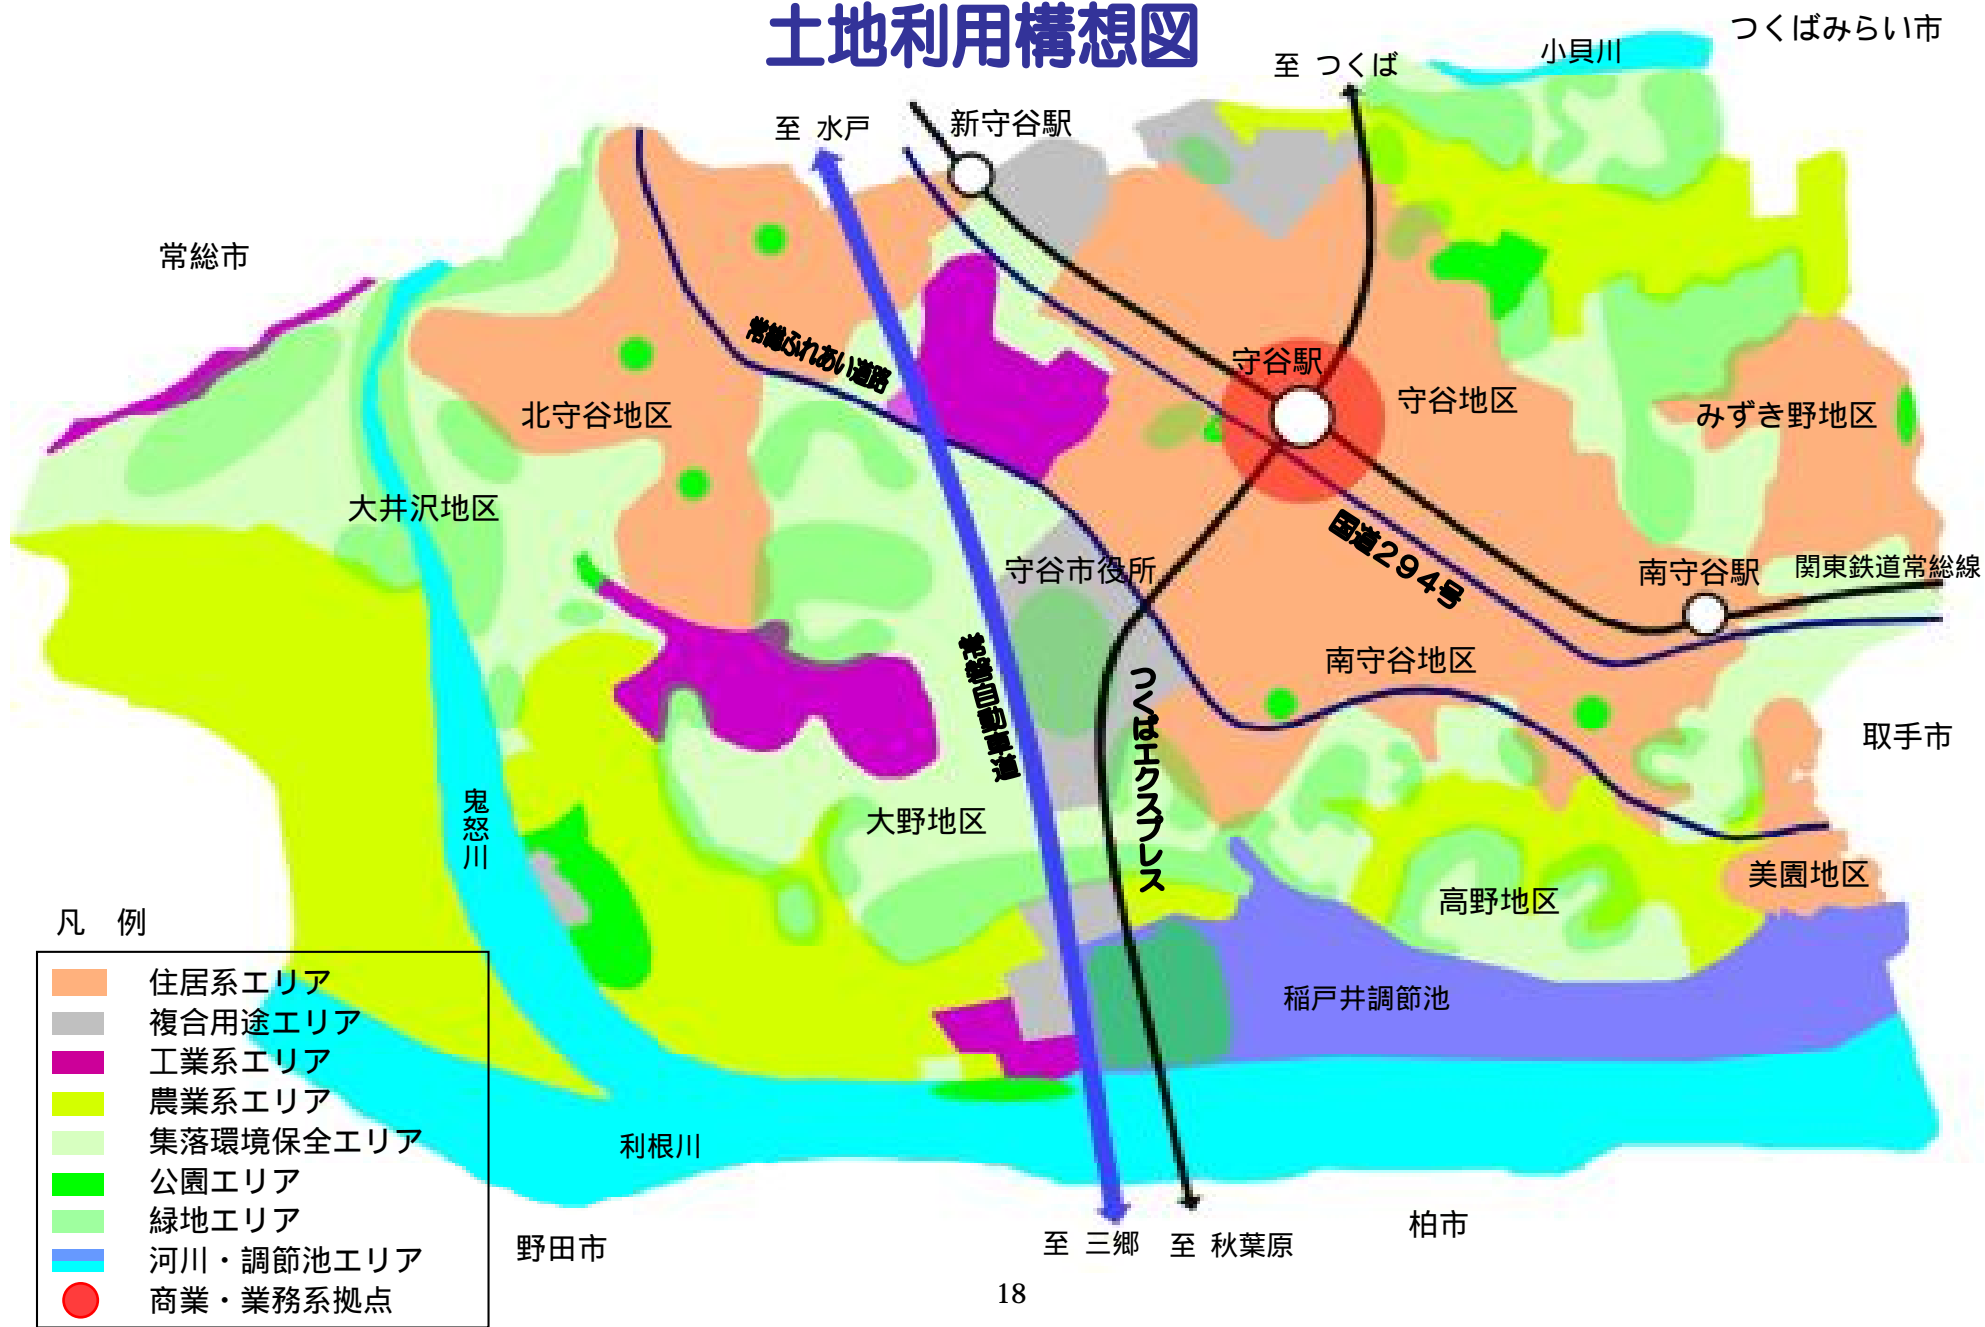 土地利用構想図
つくばみらい市
小貝川
至 つくば
至 水戸
新守谷駅
常総市
常総ふれあい道路
守谷駅
守谷地区
みずき野地区
北守谷地区
大井沢地区
国道294号
守谷市役所
南守谷駅
関東鉄道常総線
常磐自動車道
つくばエクスプレス
南守谷地区
取手市
鬼怒川
大野地区
美園地区
高野地区
稲戸井調節池
利根川
野田市
至 三郷
至 秋葉原
柏市
凡 例
住居系エリア
複合用途エリア
工業系エリア
農業系エリア
集落環境保全エリア
公園エリア
緑地エリア
河川・調節池エリア
商業・業務系拠点
18